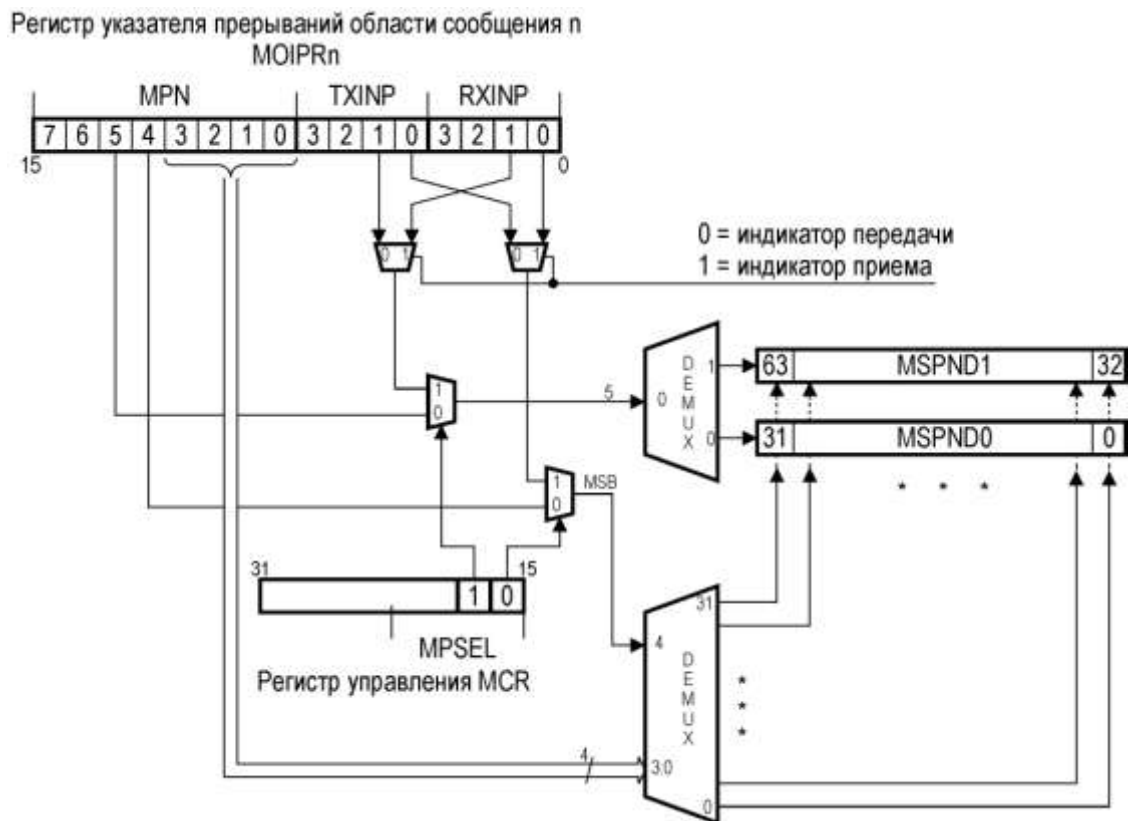 Регистр указателя прерываний области сообщения n
MOIPRn
MPN TXINP RXINP
7 6 5 4 3 2 1 0 3 2 1 0 3 2 1 0
15 0
0 1 0 1
0 = индикатор передачи
1 = индикатор приема
DEMUX
1
63 MSPND1 32
1
0
5
0
0
31 MSPND0 0
1
0
MSB
* * *
31 15
1 0
MPSEL
Регистр управления MCR
31
4
DEMUX
*
*
*
4
3:0
0